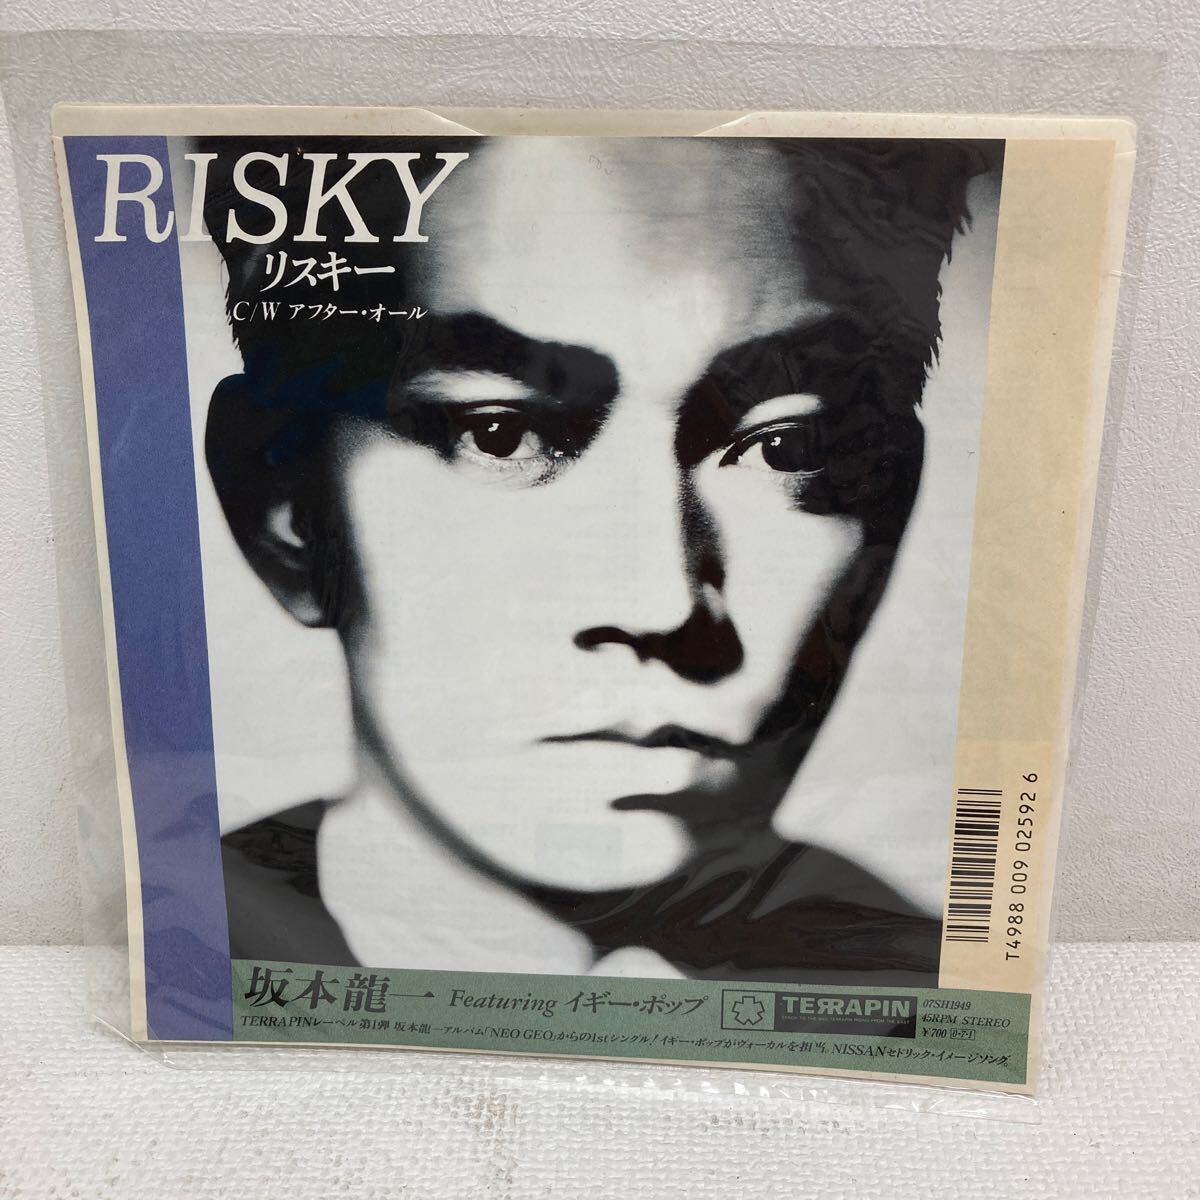 RISKY
リスキー
C/W アフター・オール
T4988 009 02592 6
坂本龍一 Featuring イギー・ポップ
TERRAPIN
07SH1949
45RPM STEREO
¥700 0-7-1
TERRAPINレーベル第1弾 坂本龍一アルバム「NEO GEO」からの1stシングル！イギー・ポップがヴォーカルを担当。NISSANセドリック・イメージソング。